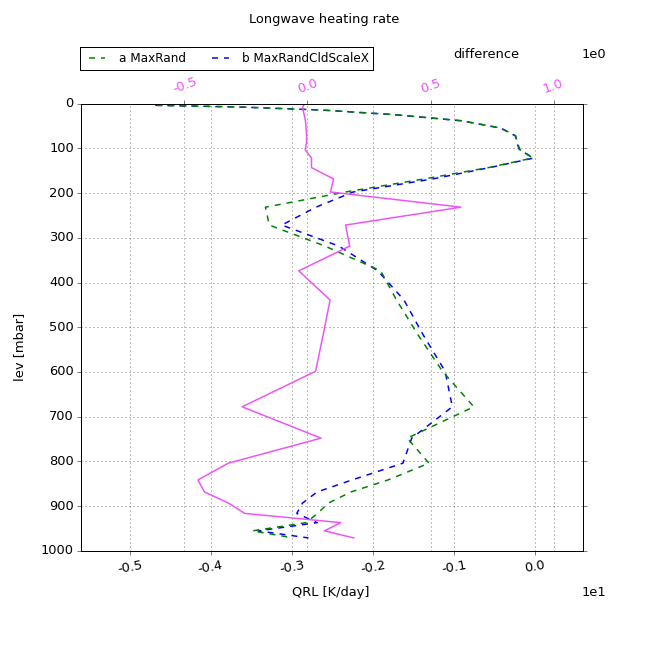 Longwave heating rate
a MaxRand b MaxRandCldScaleX
difference 1e0
-0.5 0.0 0.5 1.0
0
100
200
300
400
500
600
700
800
900
1000
lev [mbar]
-0.5 -0.4 -0.3 -0.2 -0.1 0.0
QRL [K/day] 1e1